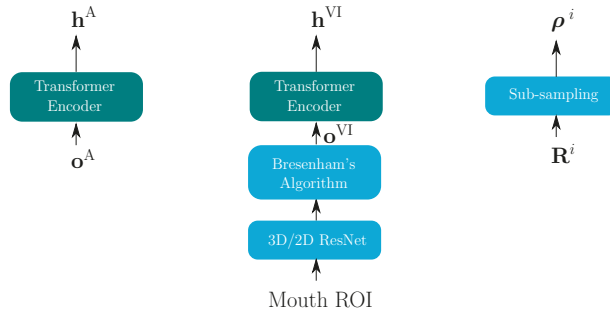 h^A
Transformer
Encoder
o^A
h^VI
Transformer
Encoder
o^VI
Bresenham's
Algorithm
3D/2D ResNet
Mouth ROI
ρ^i
Sub-sampling
R^i